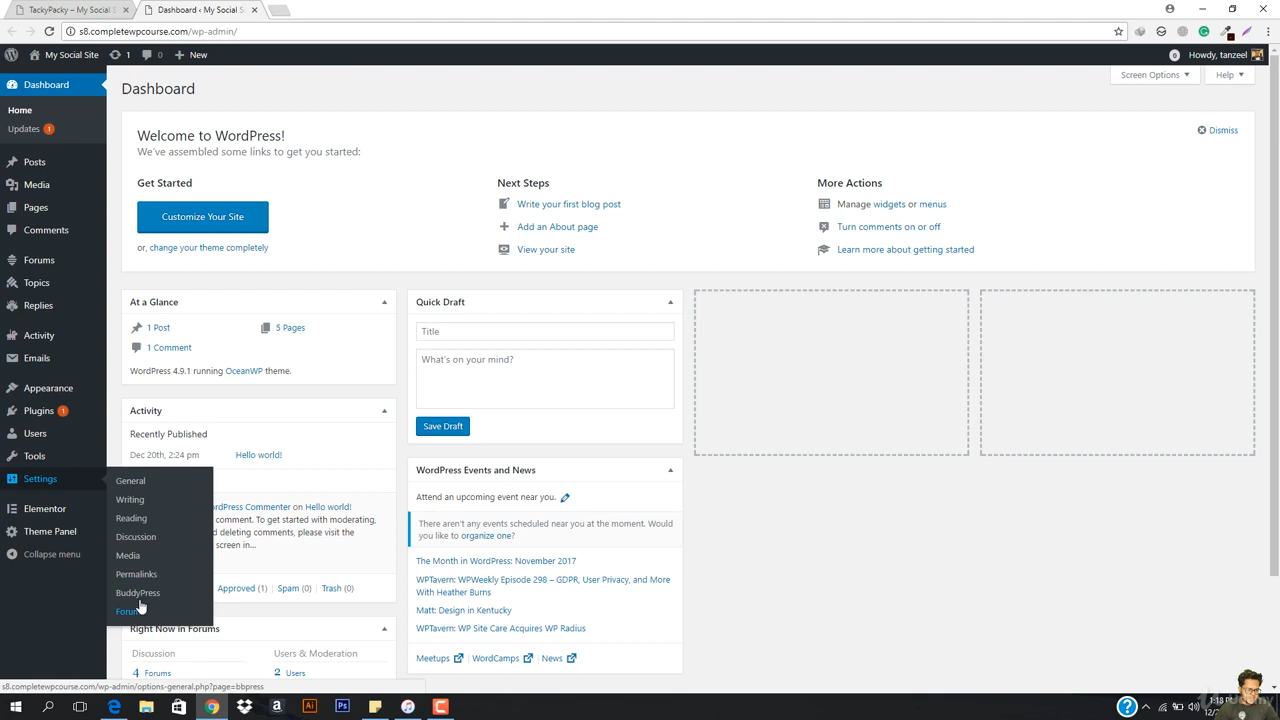 TackyPacky – My Social S
Dashboard ‹ My Social S
s8.completewpcourse.com/wp-admin/
My Social Site
1
0
New
0
Howdy, tanzeel
Dashboard
Home
Updates 1
Posts
Media
Pages
Comments
Forums
Topics
Replies
Activity
Emails
Appearance
Plugins 1
Users
Tools
Settings
Elementor
Theme Panel
Collapse menu
General
Writing
Reading
Discussion
Media
Permalinks
BuddyPress
Dashboard
Screen Options
Help
Welcome to WordPress!
We've assembled some links to get you started:
Dismiss
Get Started
Customize Your Site
or, change your theme completely
Next Steps
Write your first blog post
Add an About page
View your site
More Actions
Manage widgets or menus
Turn comments on or off
Learn more about getting started
At a Glance
1 Post
5 Pages
1 Comment
WordPress 4.9.1 running OceanWP theme.
Activity
Recently Published
Dec 20th, 2:24 pm
Hello world!
Commenter on Hello world!
comment. To get started with moderating,
deleting comments, please visit the
screen in...
Approved (1)
Spam (0)
Trash (0)
Right Now in Forums
Discussion
Users & Moderation
4 Forums
2 Users
Quick Draft
Title
What's on your mind?
Save Draft
WordPress Events and News
Attend an upcoming event near you.
There aren't any events scheduled near you at the moment. Would
you like to organize one?
The Month in WordPress: November 2017
WPTavern: WPWeekly Episode 298 – GDPR, User Privacy, and More
With Heather Burns
Matt: Design in Kentucky
WPTavern: WP Site Care Acquires WP Radius
Meetups
WordCamps
News
s8.completewpcourse.com/wp-admin/options-general.php?page=bbpress
1:18 PM